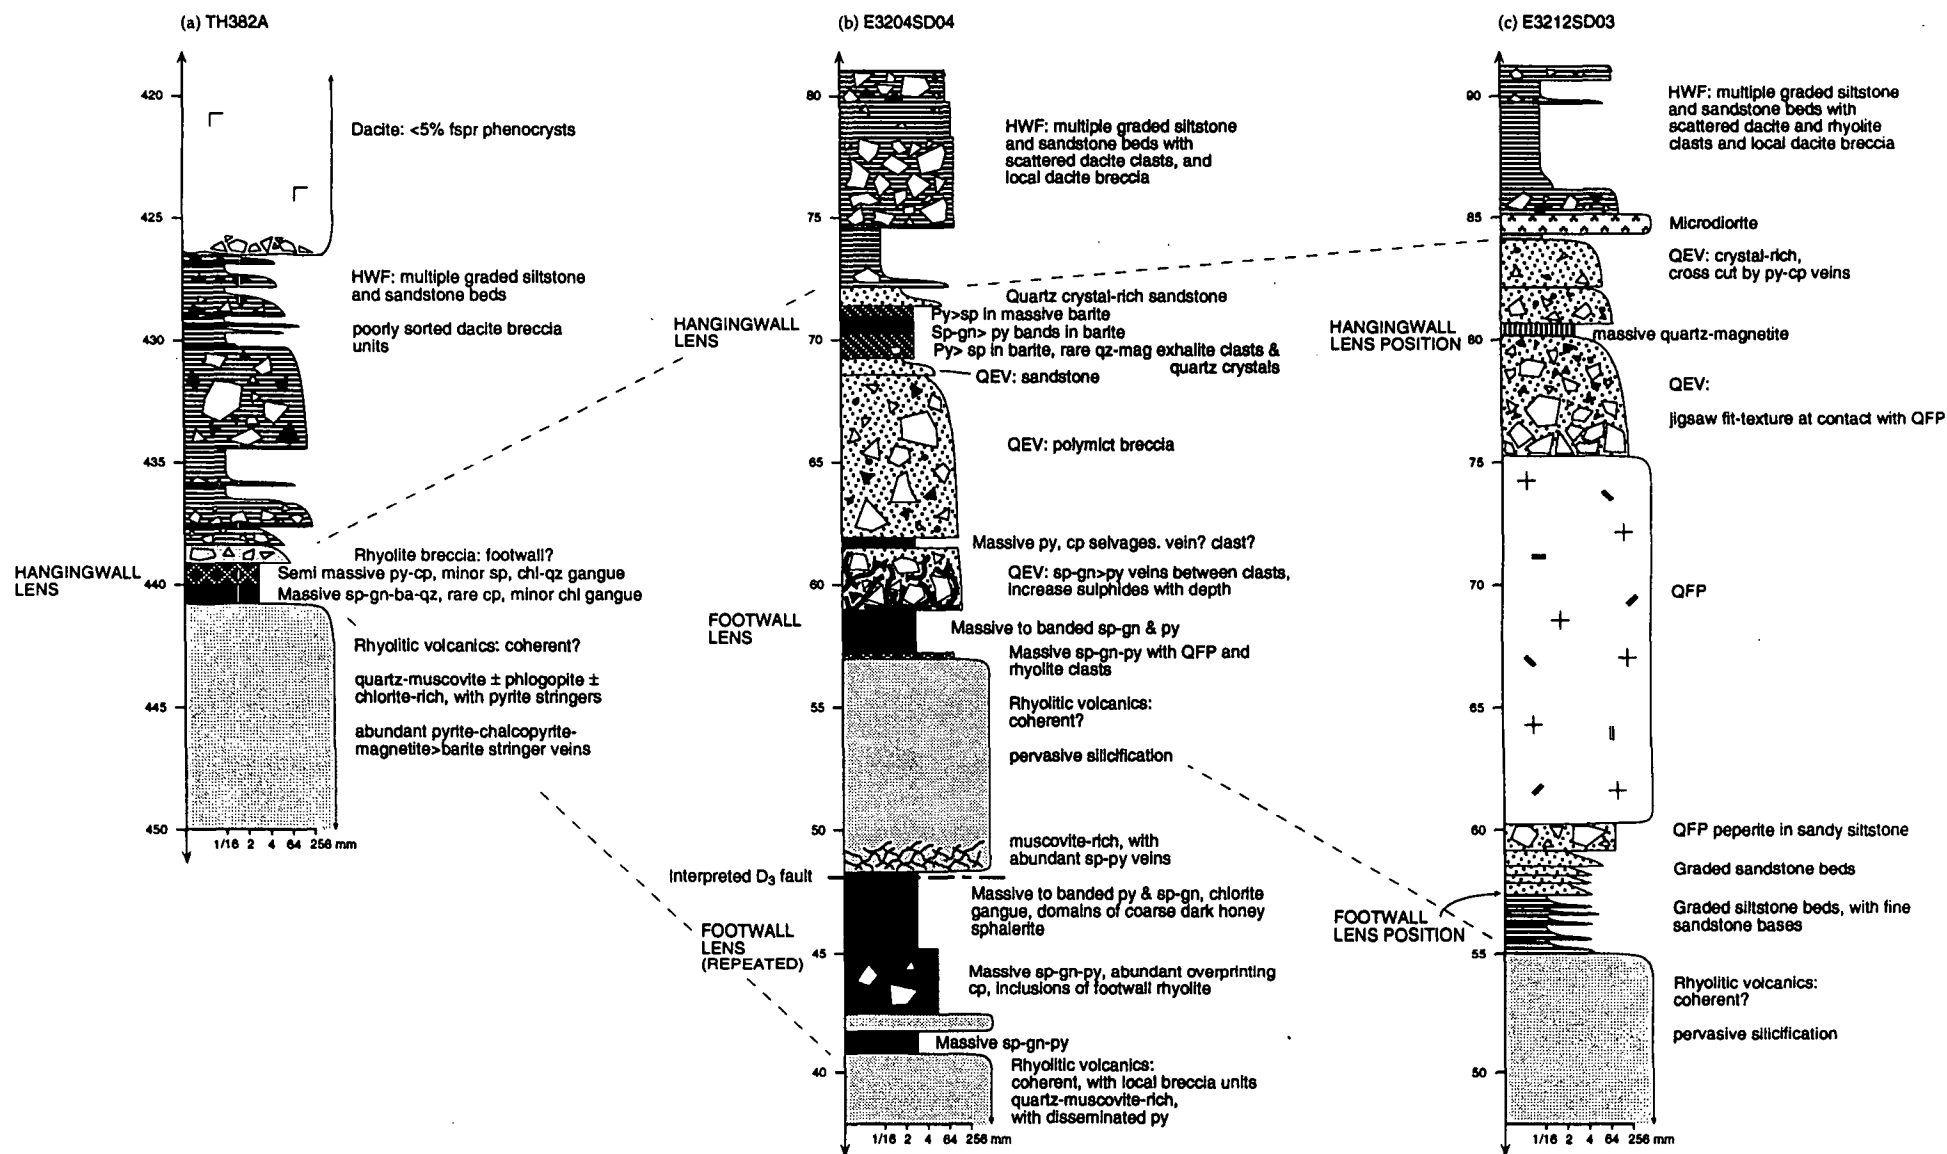 (a) TH382A
420
425
430
435
440
445
450
1/16 2 4 64 256 mm
Dacite: <5% fspr phenocrysts
HWF: multiple graded siltstone
and sandstone beds
poorly sorted dacite breccia
units
HANGINGWALL
LENS
Rhyolite breccia: footwall?
Semi massive py-cp, minor sp, chl-qz gangue
Massive sp-gn-ba-qz, rare cp, minor chl gangue
Rhyolitic volcanics: coherent?
quartz-muscovite ± phlogopite ±
chlorite-rich, with pyrite stringers
abundant pyrite-chalcopyrite-
magnetite>barite stringer veins
(b) E3204SD04
80
75
70
65
60
55
50
45
40
1/16 2 4 64 256 mm
HWF: multiple graded siltstone
and sandstone beds with
scattered dacite clasts, and
local dacite breccia
HANGINGWALL
LENS
Quartz crystal-rich sandstone
Py>sp in massive barite
Sp-gn> py bands in barite
Py> sp in barite, rare qz-mag exhalite clasts &
quartz crystals
QEV: sandstone
QEV: polymict breccia
Massive py, cp selvages. vein? clast?
QEV: sp-gn>py veins between clasts,
increase sulphides with depth
FOOTWALL
LENS
Massive to banded sp-gn & py
Massive sp-gn-py with QFP and
rhyolite clasts
Rhyolitic volcanics:
coherent?
pervasive silicification
muscovite-rich, with
abundant sp-py veins
Interpreted D3 fault
Massive to banded py & sp-gn, chlorite
gangue, domains of coarse dark honey
sphalerite
FOOTWALL
LENS
(REPEATED)
Massive sp-gn-py, abundant overprinting
cp, inclusions of footwall rhyolite
Massive sp-gn-py
Rhyolitic volcanics:
coherent, with local breccia units
quartz-muscovite-rich,
with disseminated py
(c) E3212SD03
90
85
80
75
70
65
60
55
50
1/16 2 4 64 256 mm
HWF: multiple graded siltstone
and sandstone beds with
scattered dacite and rhyolite
clasts and local dacite breccia
Microdiorite
QEV: crystal-rich,
cross cut by py-cp veins
HANGINGWALL
LENS POSITION
massive quartz-magnetite
QEV:
jigsaw fit-texture at contact with QFP
QFP
QFP peperite in sandy siltstone
Graded sandstone beds
FOOTWALL
LENS POSITION
Graded siltstone beds, with fine
sandstone bases
Rhyolitic volcanics:
coherent?
pervasive silicification